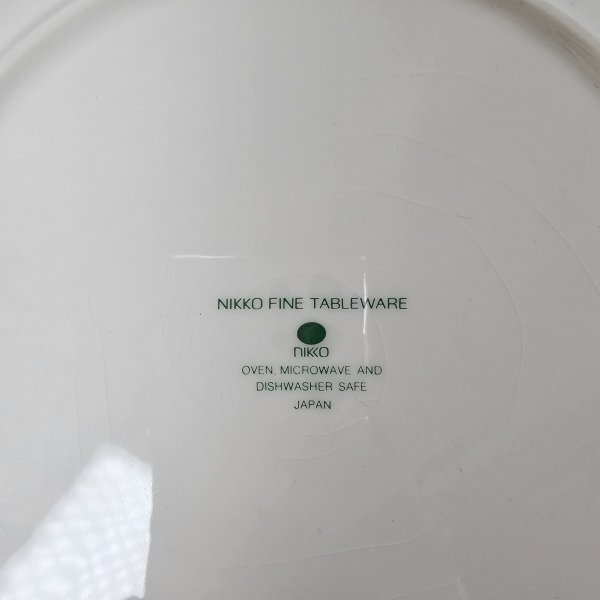 NIKKO FINE TABLEWARE
nikko
OVEN, MICROWAVE AND
DISHWASHER SAFE
JAPAN